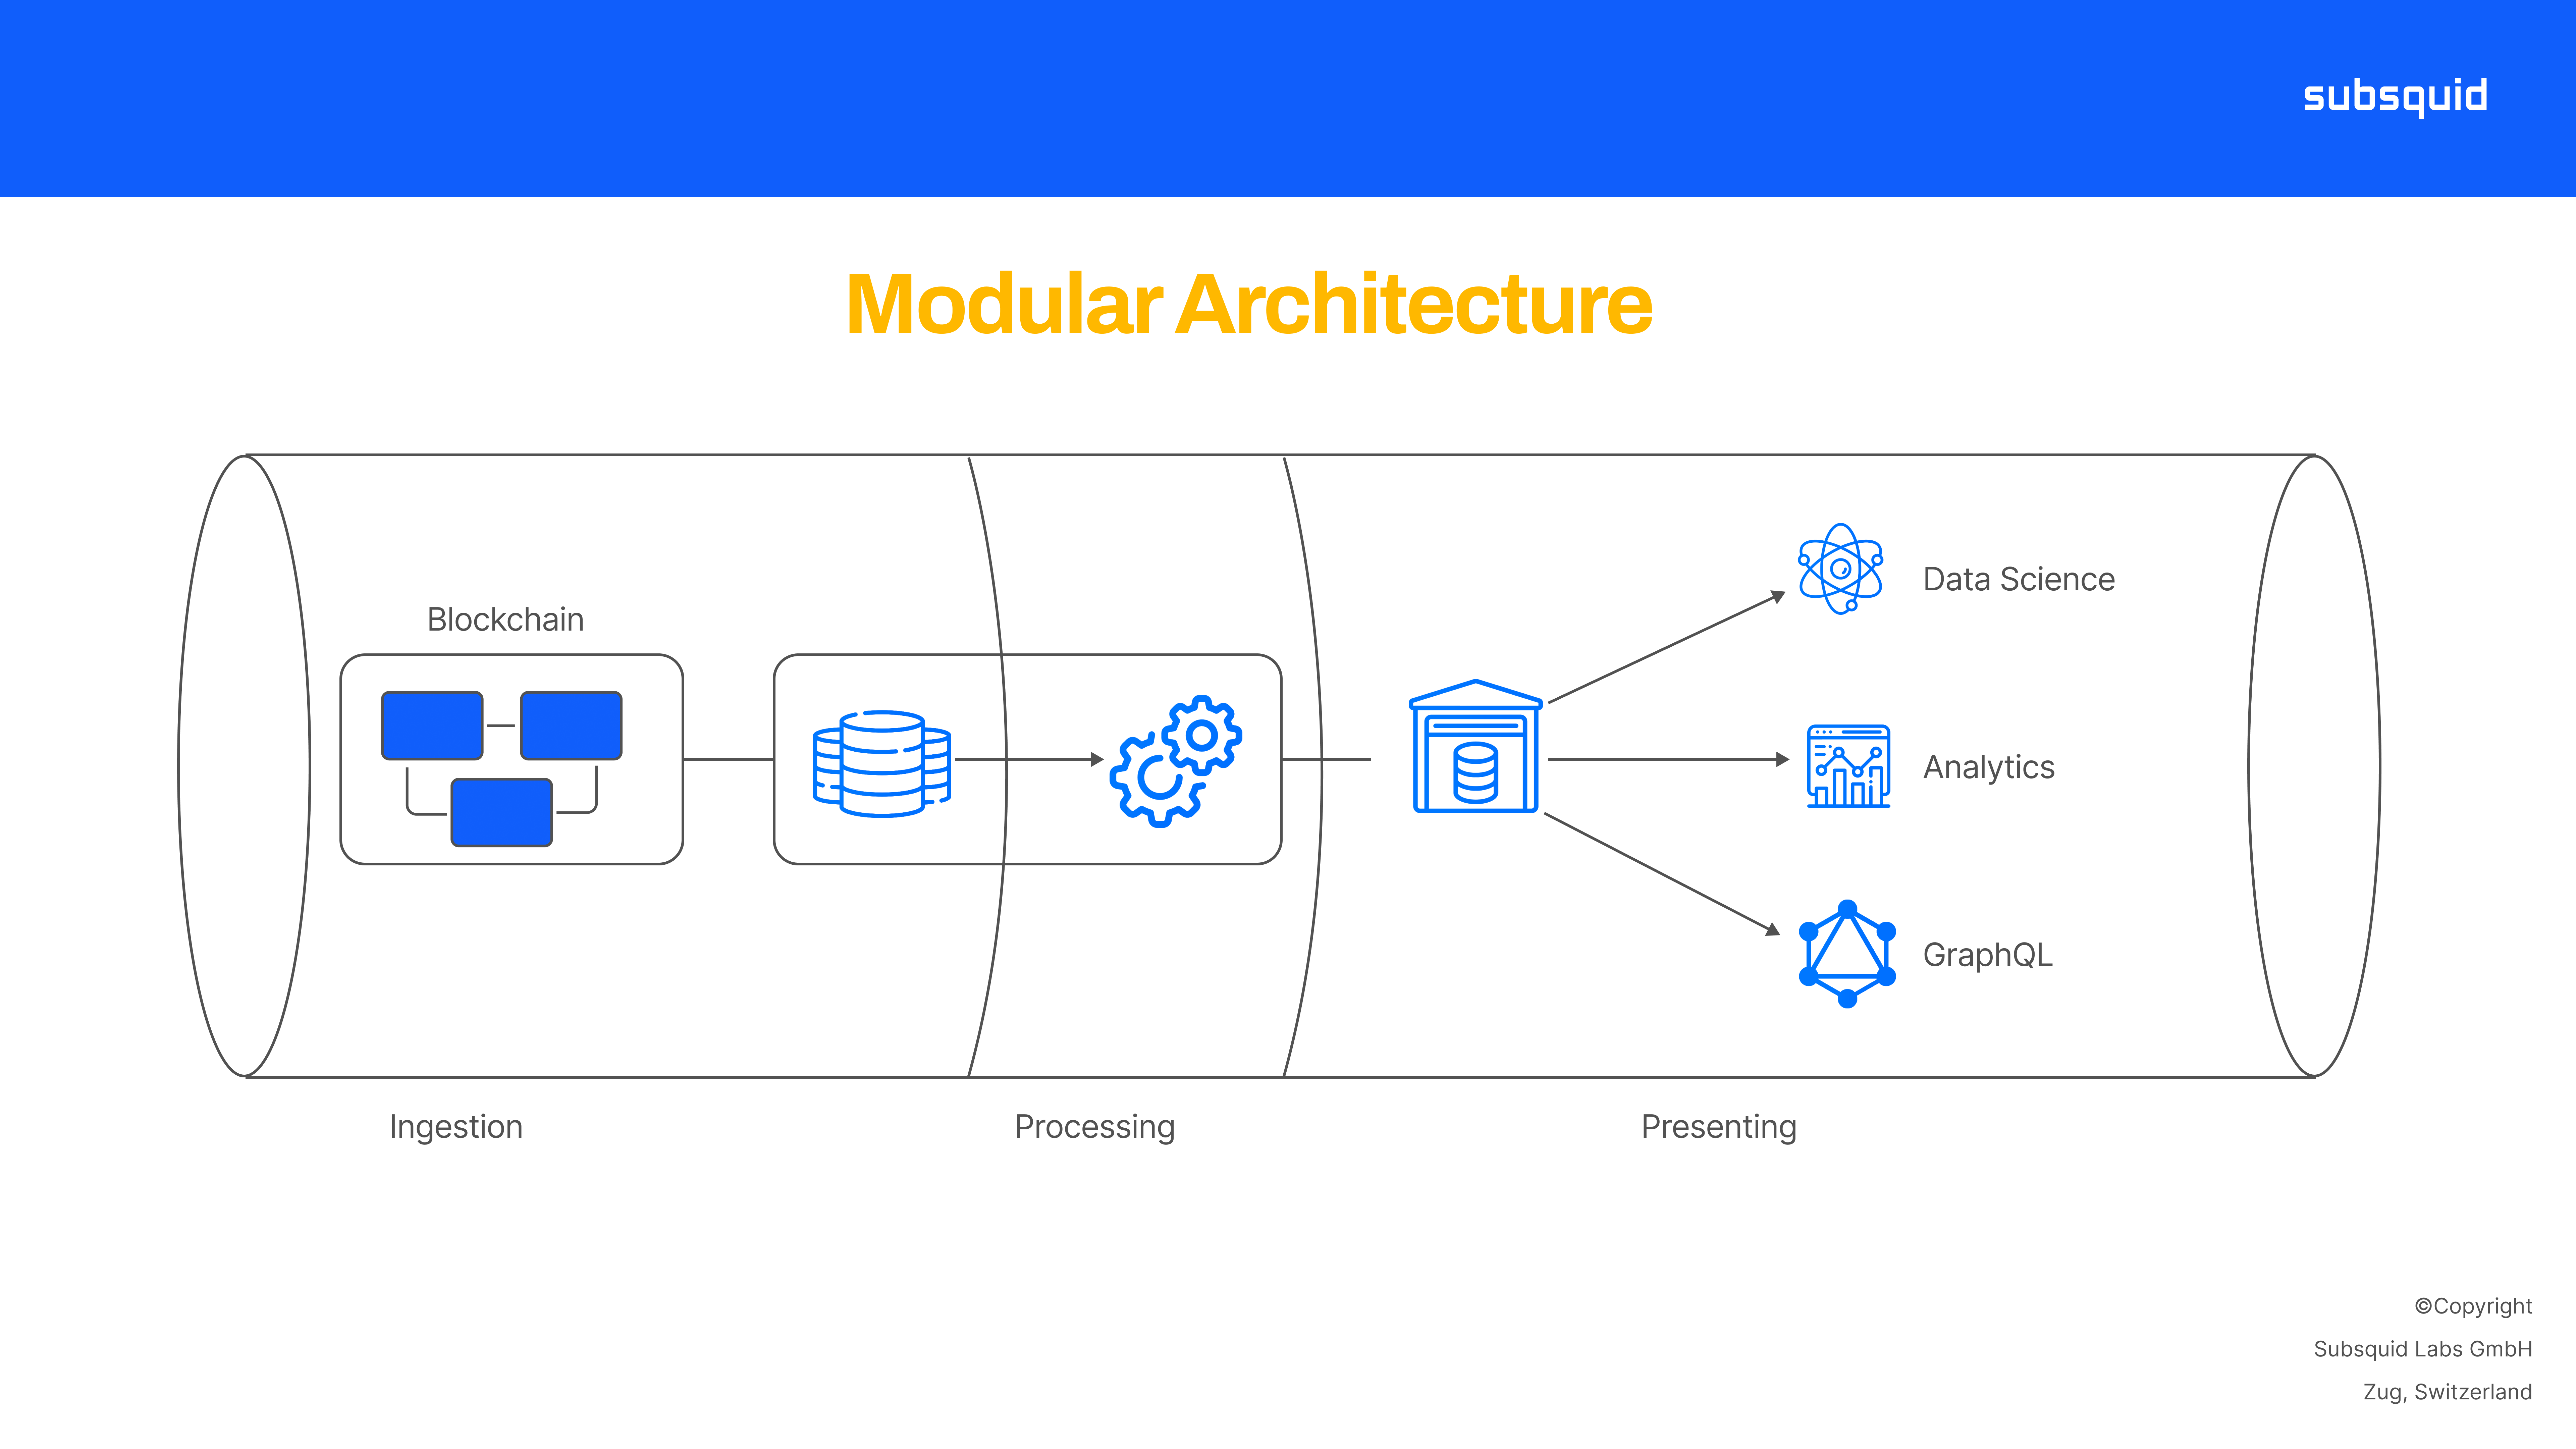 subsquid
Modular Architecture
Blockchain
Data Science
Analytics
GraphQL
Ingestion
Processing
Presenting
©Copyright
Subsquid Labs GmbH
Zug, Switzerland